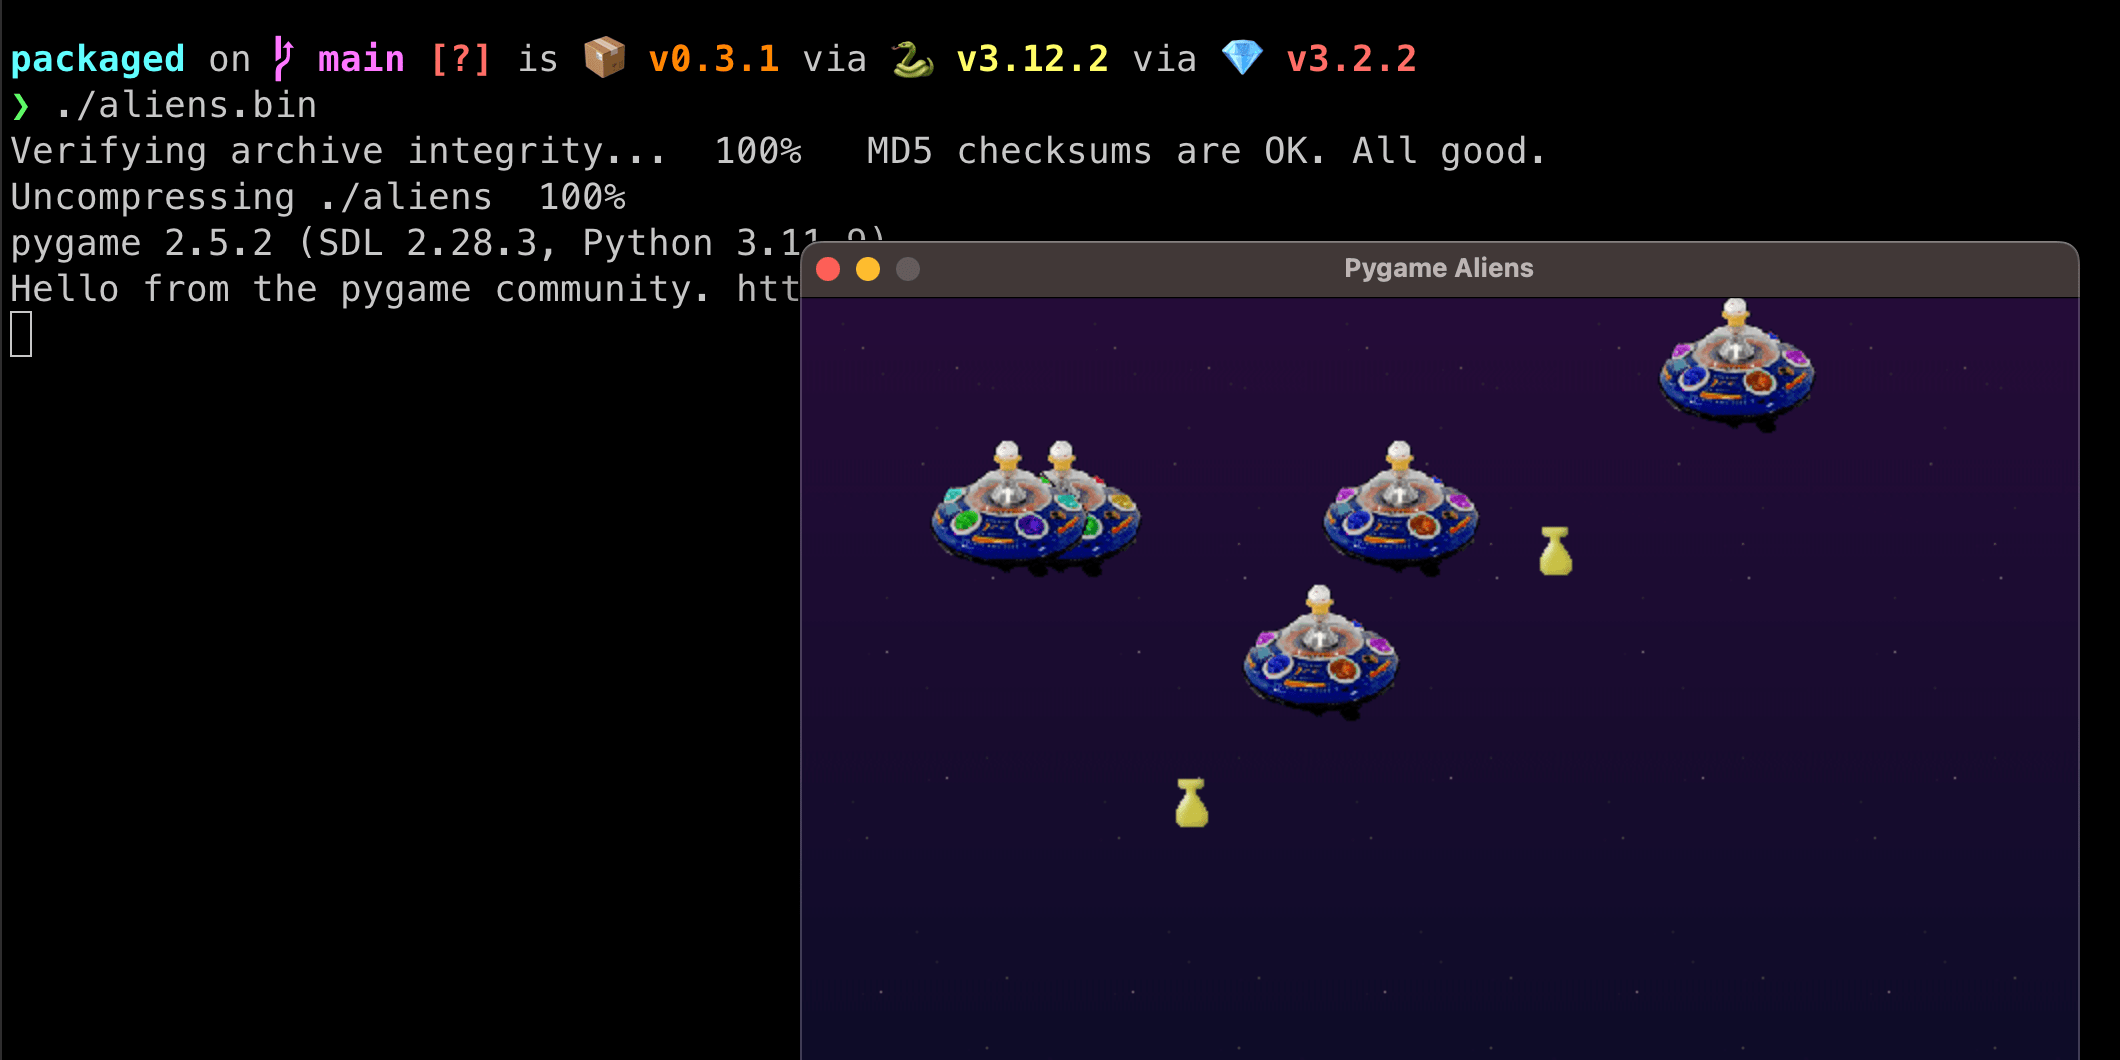 packaged on main [?] is v0.3.1 via v3.12.2 via v3.2.2
❯ ./aliens.bin
Verifying archive integrity... 100% MD5 checksums are OK. All good.
Uncompressing ./aliens 100%
pygame 2.5.2 (SDL 2.28.3, Python 3.11.9)
Hello from the pygame community. htt
Pygame Aliens